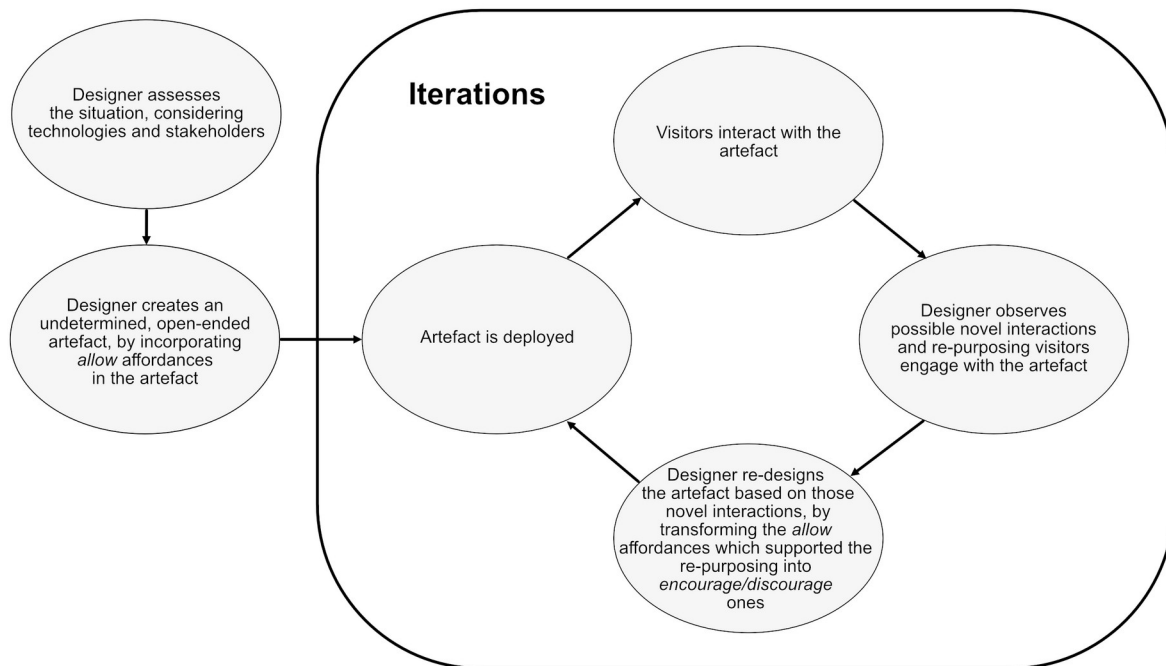 Designer assesses
the situation, considering
technologies and stakeholders
Designer creates an
undetermined, open-ended
artefact, by incorporating
allow affordances
in the artefact
Iterations
Artefact is deployed
Visitors interact with the
artefact
Designer observes
possible novel interactions
and re-purposing visitors
engage with the artefact
Designer re-designs
the artefact based on those
novel interactions, by
transforming the allow
affordances which supported the
re-purposing into
encourage/discourage
ones